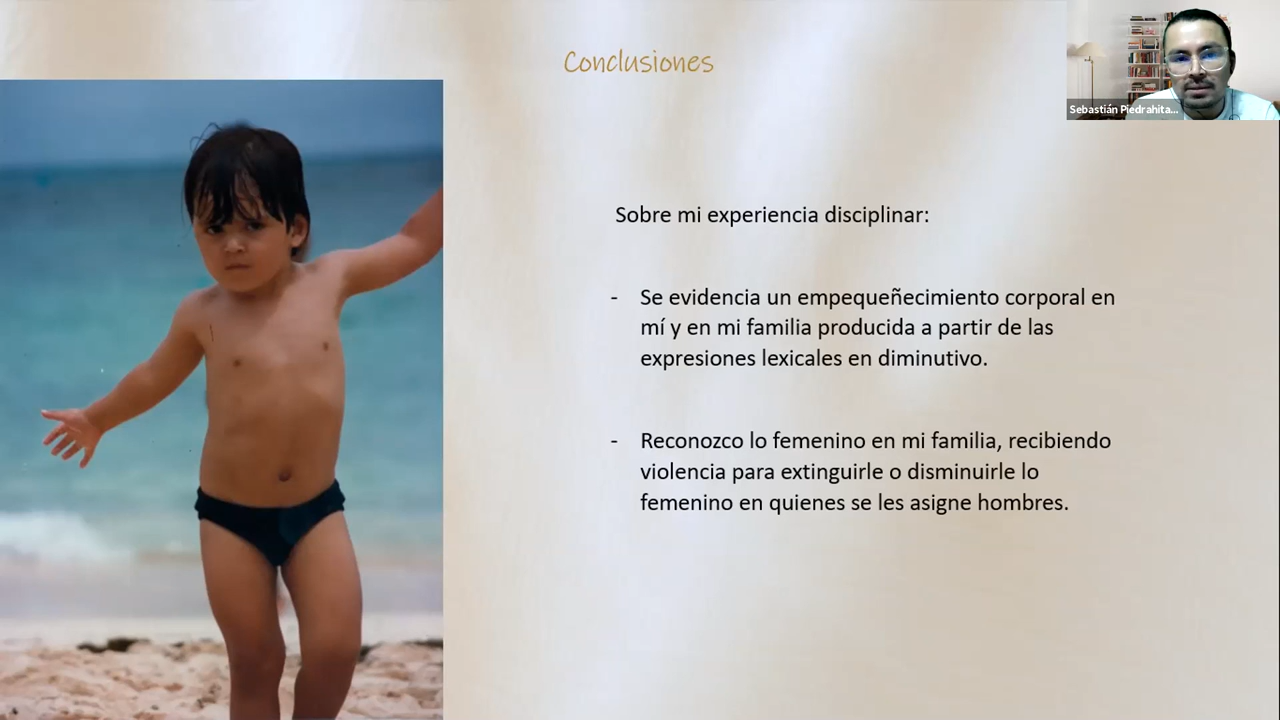 Conclusiones
Sebastián Piedrahita...
Sobre mi experiencia disciplinar:
- Se evidencia un empequeñecimiento corporal en
mí y en mi familia producida a partir de las
expresiones lexicales en diminutivo.
- Reconozco lo femenino en mi familia, recibiendo
violencia para extinguirle o disminuirle lo
femenino en quienes se les asigne hombres.